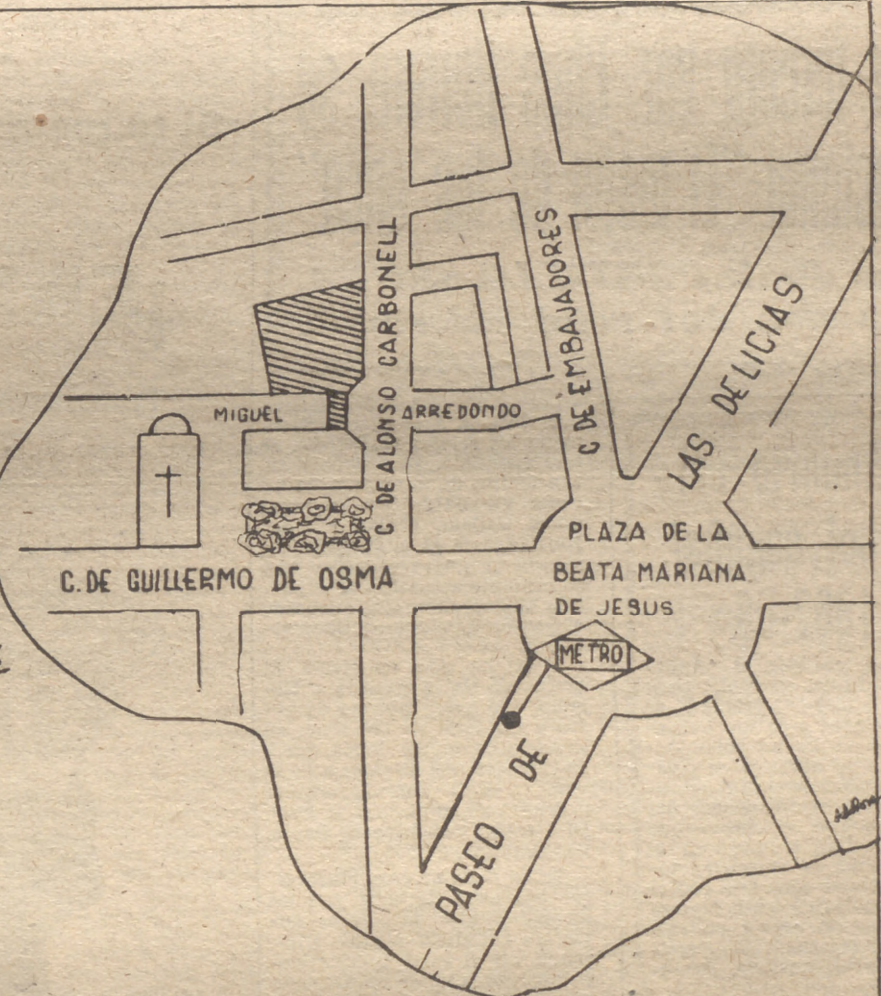 C DE ALONSO CARBONELL
C DE EMBAJADORES
LAS DELICIAS
MIGUEL ARREDONDO
PLAZA DE LA
BEATA MARIANA
DE JESUS
C. DE GUILLERMO DE OSMA
METRO
PASEO DE